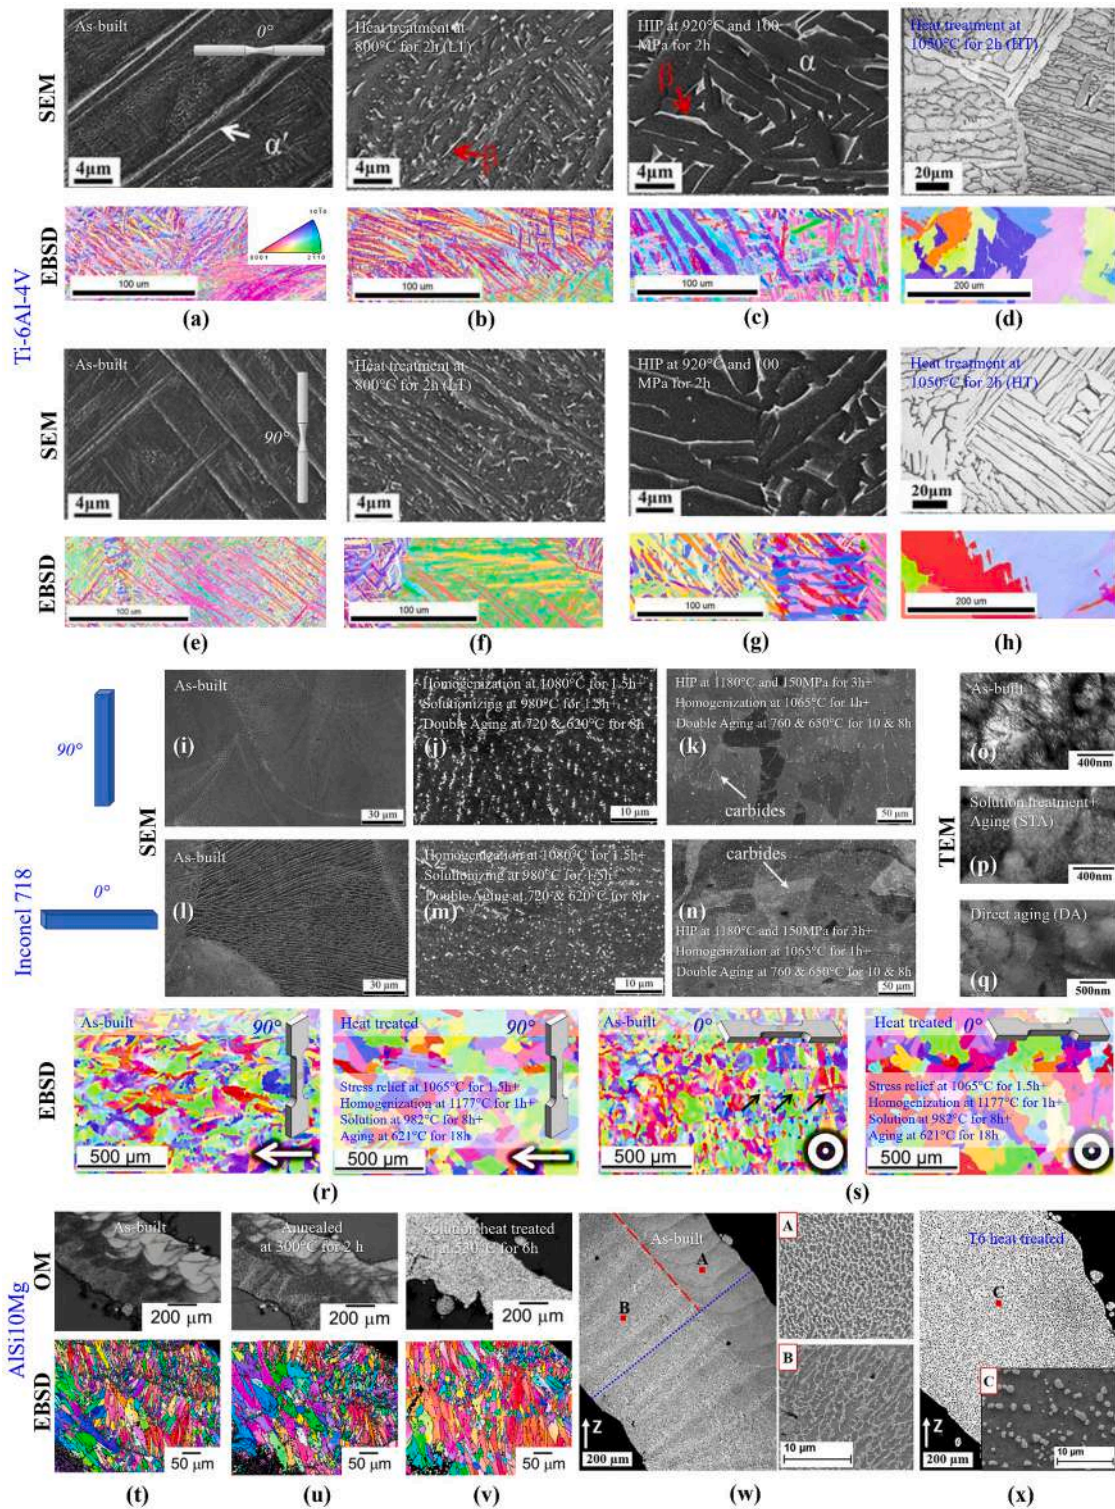 Ti-6Al-4V
SEM
As-built
0°
α'
4μm
Heat treatment at
800°C for 2h (LT)
β
4μm
HIP at 920°C and 100
MPa for 2h
α
β
4μm
Heat treatment at
1050°C for 2h (HT)
20μm
EBSD
0001
2110
100 um
100 um
100 um
200 um
(a)
(b)
(c)
(d)
SEM
As-built
90°
4μm
Heat treatment at
800°C for 2h (LT)
4μm
HIP at 920°C and 100
MPa for 2h
4μm
Heat treatment at
1050°C for 2h (HT)
20μm
EBSD
100 um
100 um
100 um
200 um
(e)
(f)
(g)
(h)
Inconel 718
90°
0°
SEM
As-built
(i)
30 μm
Homogenization at 1080°C for 1.5h+
Solutionizing at 980°C for 1.5h+
Double Aging at 720 & 620°C for 8h
(j)
10 μm
HIP at 1180°C and 150MPa for 3h+
Homogenization at 1065°C for 1h+
Double Aging at 760 & 650°C for 10 & 8h
(k)
carbides
50 μm
As-built
(l)
30 μm
Homogenization at 1080°C for 1.5h+
Solutionizing at 980°C for 1.5h+
Double Aging at 720 & 620°C for 8h
(m)
10 μm
carbides
(n)
HIP at 1180°C and 150MPa for 3h+
Homogenization at 1065°C for 1h+
Double Aging at 760 & 650°C for 10 & 8h
50 μm
TEM
As-built
(o)
400nm
Solution treatment+
Aging (STA)
(p)
400nm
Direct aging (DA)
(q)
500nm
EBSD
As-built
90°
500 μm
Heat treated
90°
Stress relief at 1065°C for 1.5h+
Homogenization at 1177°C for 1h+
Solution at 982°C for 8h+
Aging at 621°C for 18h
500 μm
As-built
0°
500 μm
Heat treated
0°
Stress relief at 1065°C for 1.5h+
Homogenization at 1177°C for 1h+
Solution at 982°C for 8h+
Aging at 621°C for 18h
500 μm
(r)
(s)
AlSi10Mg
OM
As-built
200 μm
Annealed
at 300°C for 2 h
200 μm
Solution heat treated
at 530°C for 6h
200 μm
EBSD
50 μm
50 μm
50 μm
As-built
A
B
Z
200 μm
A
B
10 μm
T6 heat treated
C
Z
200 μm
C
10 μm
(t)
(u)
(v)
(w)
(x)